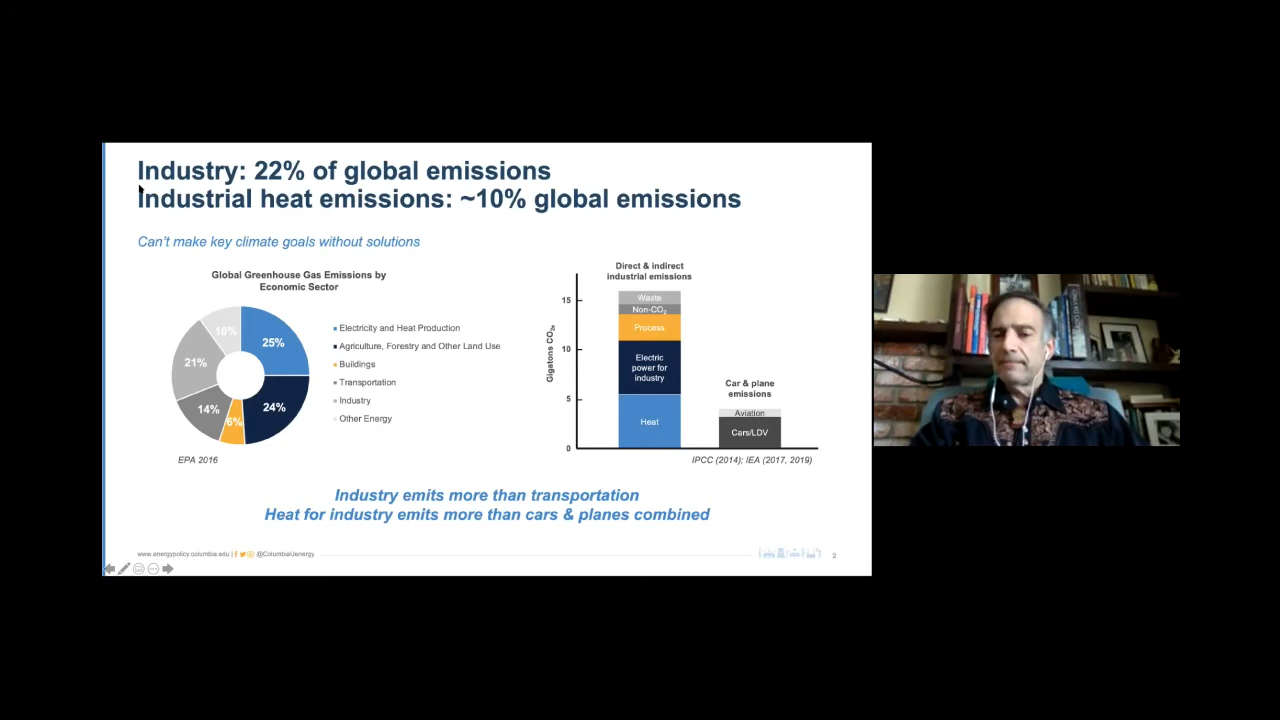 Industry: 22% of global emissions
Industrial heat emissions: ~10% global emissions
Can't make key climate goals without solutions
Global Greenhouse Gas Emissions by
Economic Sector
10%
25%
21%
14%
6%
24%
Electricity and Heat Production
Agriculture, Forestry and Other Land Use
Buildings
Transportation
Industry
Other Energy
EPA 2016
Direct & indirect
industrial emissions
Gigatons CO2e
15
10
5
0
Waste
Non-CO2
Process
Electric
power for
industry
Heat
Car & plane
emissions
Aviation
Cars/LDV
IPCC (2014); IEA (2017, 2019)
Industry emits more than transportation
Heat for industry emits more than cars & planes combined
www.energypolicy.columbia.edu | @ColumbiaUenergy
2